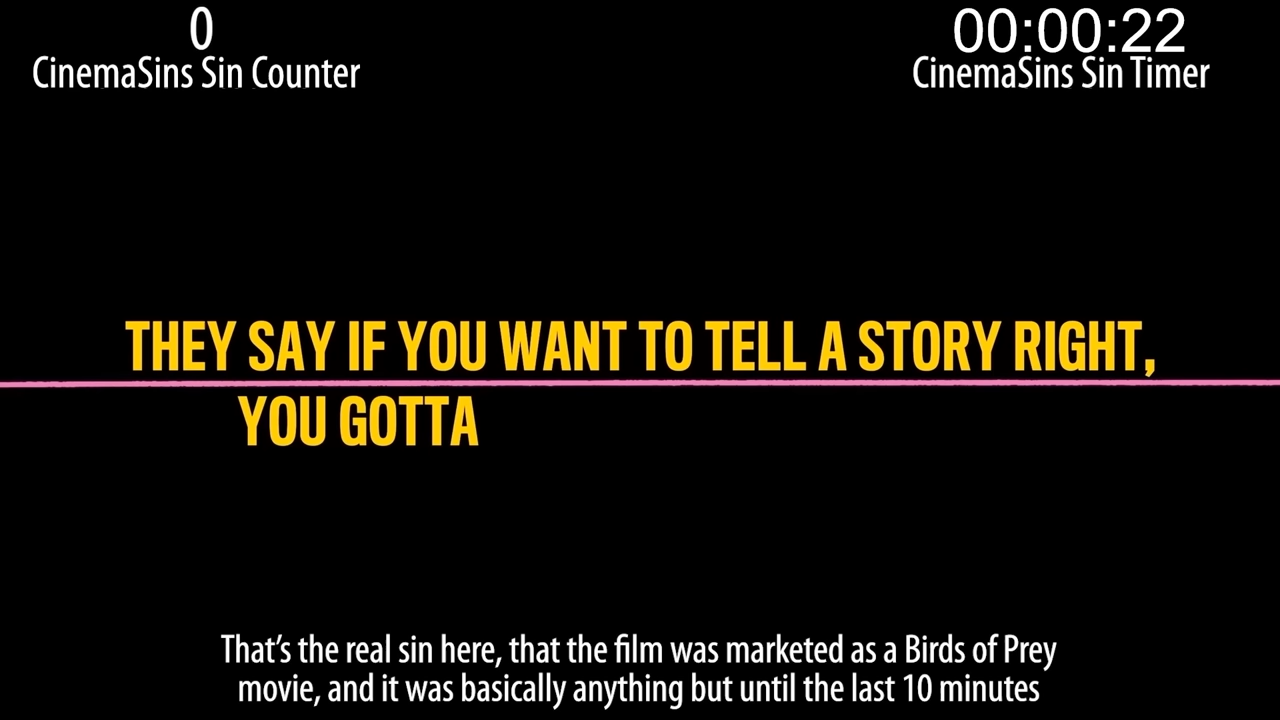 0
00:00:22
CinemaSins Sin Counter
CinemaSins Sin Timer
THEY SAY IF YOU WANT TO TELL A STORY RIGHT,
YOU GOTTA
That's the real sin here, that the film was marketed as a Birds of Prey
movie, and it was basically anything but until the last 10 minutes